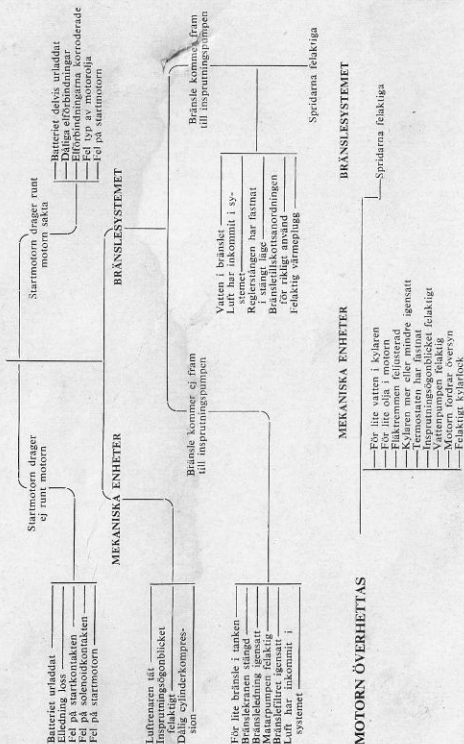 Startmotorn drager
ej runt motorn
Startmotorn drager runt
motorn sakta
Batteriet urladdat
Elledning loss
Fel på startkontakten
Fel på solenoidkontakten
Fel på startmotorn
Batteriet delvis urladdat
Dåliga elförbindningar
Elförbindningarna korroderade
Fel typ av motorolja
Fel på startmotorn
MEKANISKA ENHETER
BRÄNSLESYSTEMET
Luftrenaren tät
Insprutningsögonblicket
felaktigt
Dålig cylinderkompres-
sion
Bränsle kommer ej fram
till insprutningspumpen
Bränsle kommer fram
till insprutningspumpen
För lite bränsle i tanken
Bränslekranen stängd
Bränsleledning igensatt
Matarpumpen felaktig
Bränslefiltret igensatt
Luft har inkommit i
systemet
Vatten i bränslet
Luft har inkommit i sy-
stemet
Reglerstången har fastnat
i stängt läge
Bränsletillskottsanordningen
för rikligt använd
Felaktig värmeplugg
Spridarna felaktiga
MOTORN ÖVERHETTAS
MEKANISKA ENHETER
BRÄNSLESYSTEMET
För lite vatten i kylaren
För lite olja i motorn
Fläktremmen feljusterad
Kylaren mer eller mindre igensatt
Termostaten har fastnat
Insprutningsögonblicket felaktigt
Vattenpumpen felaktig
Motorn fordrar översyn
Felaktigt kylarlock
Spridarna felaktiga